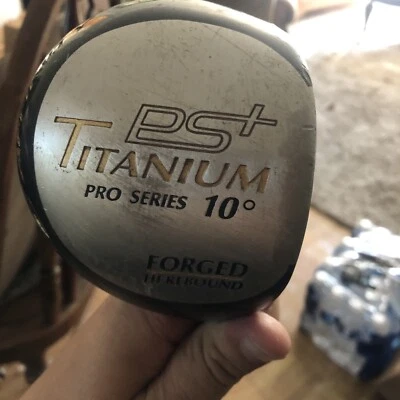 PS+
TITANIUM
PRO SERIES 10°
FORGED
HI REBOUND